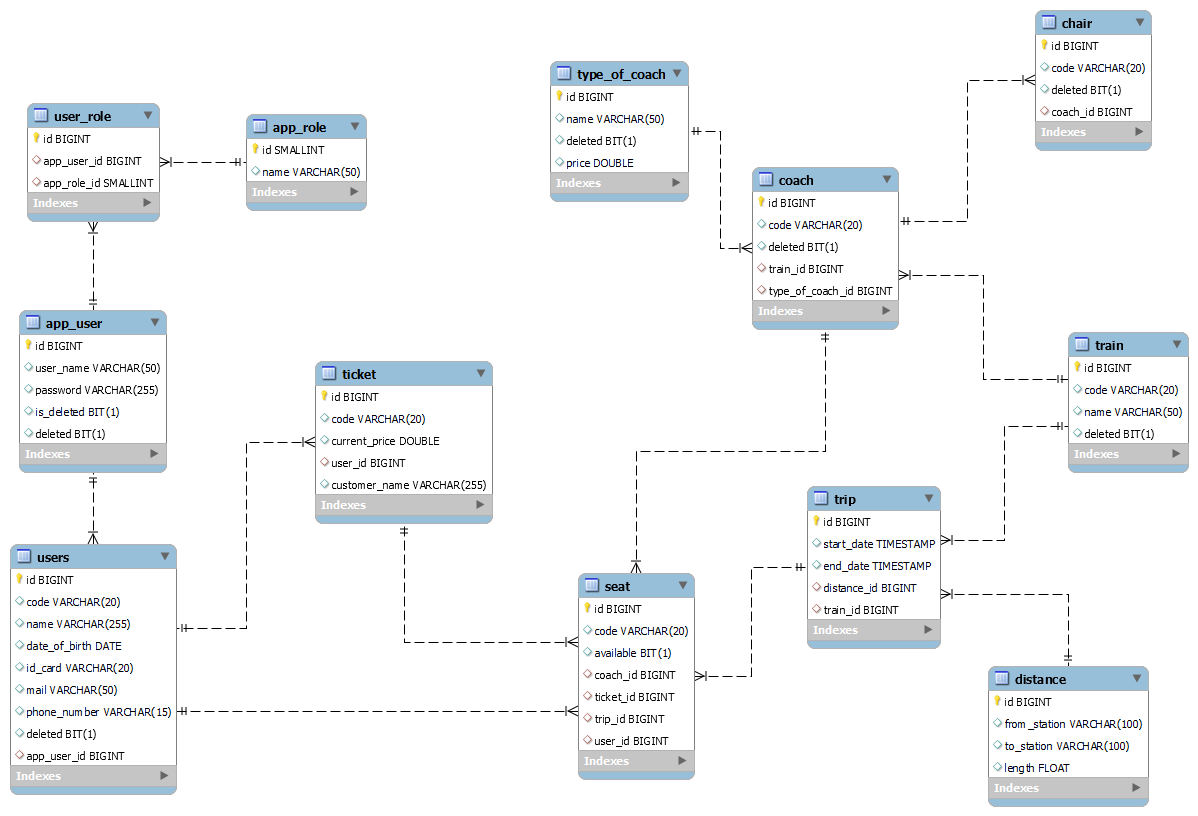 user_role
id BIGINT
app_user_id BIGINT
app_role_id SMALLINT
Indexes
app_role
id SMALLINT
name VARCHAR(50)
Indexes
type_of_coach
id BIGINT
name VARCHAR(50)
deleted BIT(1)
price DOUBLE
Indexes
chair
id BIGINT
code VARCHAR(20)
deleted BIT(1)
coach_id BIGINT
Indexes
coach
id BIGINT
code VARCHAR(20)
deleted BIT(1)
train_id BIGINT
type_of_coach_id BIGINT
Indexes
app_user
id BIGINT
user_name VARCHAR(50)
password VARCHAR(255)
is_deleted BIT(1)
deleted BIT(1)
Indexes
ticket
id BIGINT
code VARCHAR(20)
current_price DOUBLE
user_id BIGINT
customer_name VARCHAR(255)
Indexes
train
id BIGINT
code VARCHAR(20)
name VARCHAR(50)
deleted BIT(1)
Indexes
users
id BIGINT
code VARCHAR(20)
name VARCHAR(255)
date_of_birth DATE
id_card VARCHAR(20)
mail VARCHAR(50)
phone_number VARCHAR(15)
deleted BIT(1)
app_user_id BIGINT
Indexes
seat
id BIGINT
code VARCHAR(20)
available BIT(1)
coach_id BIGINT
ticket_id BIGINT
trip_id BIGINT
user_id BIGINT
Indexes
trip
id BIGINT
start_date TIMESTAMP
end_date TIMESTAMP
distance_id BIGINT
train_id BIGINT
Indexes
distance
id BIGINT
from_station VARCHAR(100)
to_station VARCHAR(100)
length FLOAT
Indexes